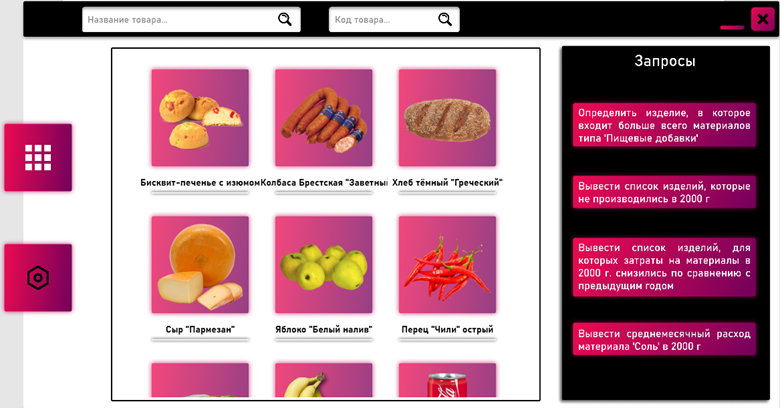 Название товара...
Код товара...
Запросы
Определить изделие, в которое
входит больше всего материалов
типа 'Пищевые добавки'
Вывести список изделий, которые
не производились в 2000 г
Вывести список изделий, для
которых затраты на материалы в
2000 г. снизились по сравнению с
предыдущим годом
Вывести среднемесячный расход
материала 'Соль' в 2000 г
Бисквит-печенье с изюмом
Колбаса Брестская "Заветны
Хлеб тёмный "Греческий"
Сыр "Пармезан"
Яблоко "Белый налив"
Перец "Чили" острый